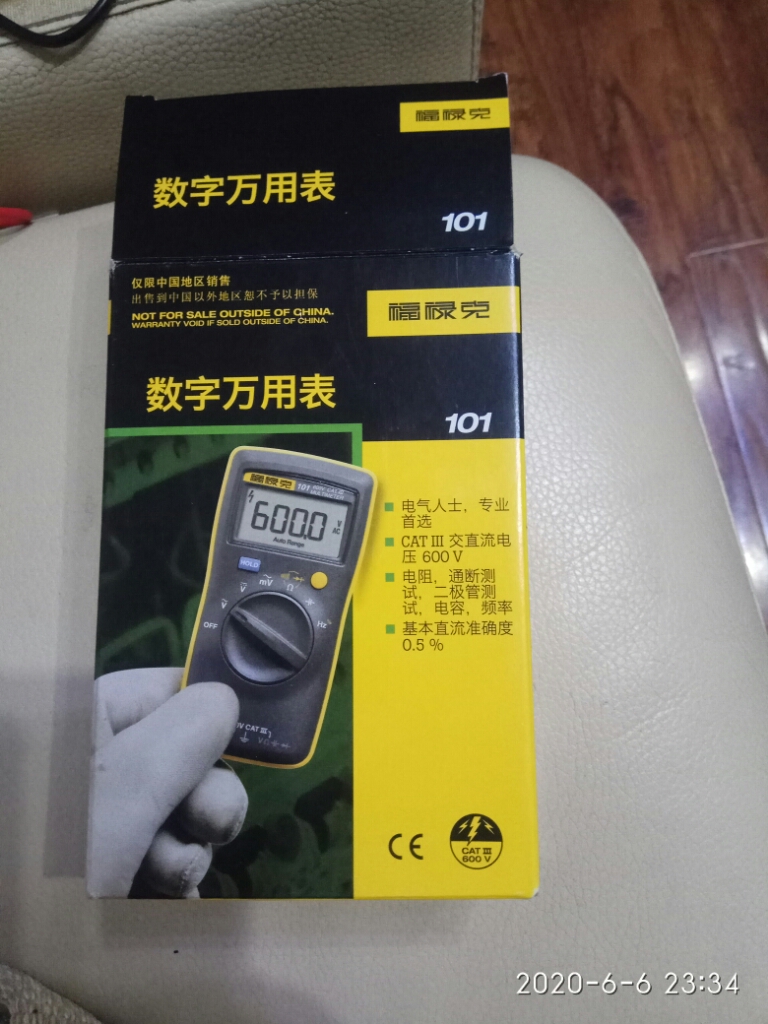 福禄克
数字万用表
101
仅限中国地区销售
出售到中国以外地区恕不予以担保
NOT FOR SALE OUTSIDE OF CHINA.
WARRANTY VOID IF SOLD OUTSIDE OF CHINA.
福禄克
数字万用表
101
福禄克
101
600.0
Auto Range
HOLD
mV
Ω
V
V
Hz
OFF
V CAT III
电气人士，专业
首选
CAT III 交直流电
压 600 V
电阻，通断测
试，二极管测
试，电容，频率
基本直流准确度
0.5 %
CE
CAT III
600 V
2020-6-6 23:34